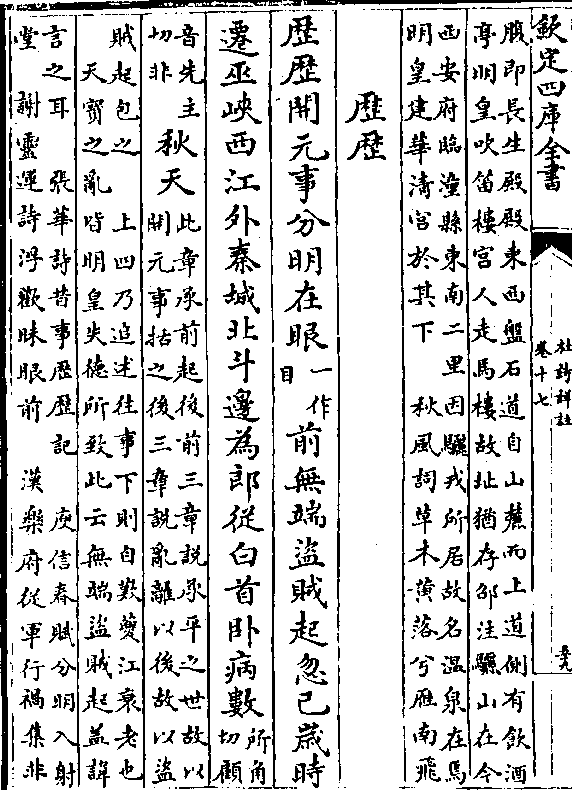 欽定四庫全書
杜詩詳註
卷十七
殿即長生殿殿東西盤石道自山麓而上道側有飲酒
亭明皇吹笛樓宮人走馬樓故址猶存邵注驪山在今
西安府臨潼縣東南二里因驪戎所居故名溫泉在焉
明皇建華清宮於其下 秋風詞草木黃落兮雁南飛
歷歷
歷歷開元事分明在眼一作目前無端盜賊起忽已歲時
遷巫峽西江外秦城北斗邊為郎從白首卧病數所角切顧
音先主切非秋天
此章承前起後前三章說承平之世故以
開元事括之後三章說亂離以後故以盜
賊起包之 上四乃追述往事下則自歎夔江衰老也
天寶之亂皆明皇失德所致此云無端盜賊起蓋諱
言之耳 張華詩昔事歷歷記 庾信春賦分明入射
堂 謝靈運詩浮歡昧眼前 漢樂府從軍行禍集非